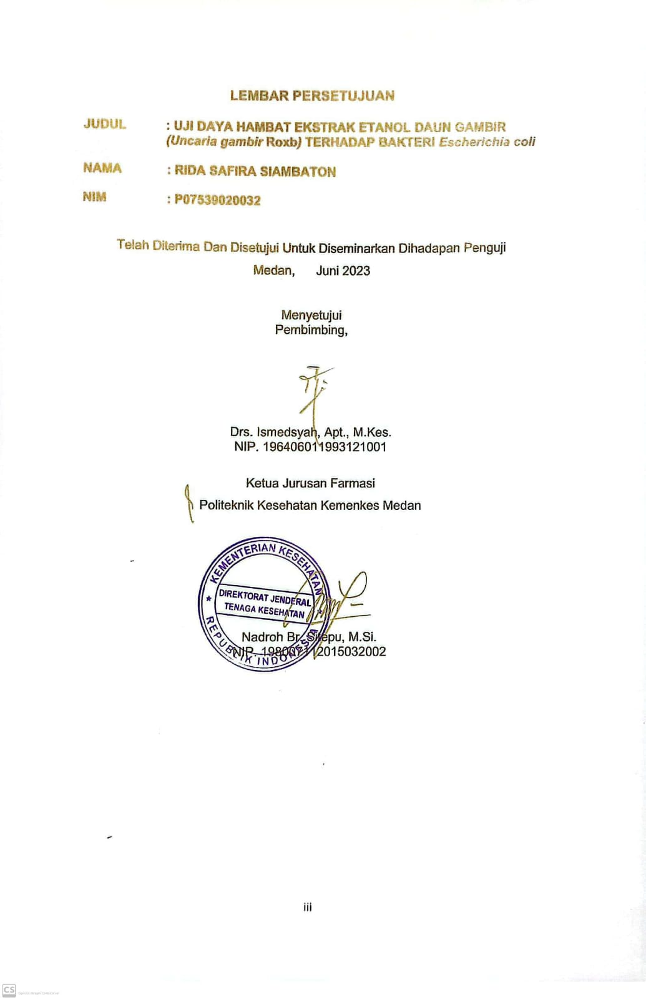 LEMBAR PERSETUJUAN
JUDUL : UJI DAYA HAMBAT EKSTRAK ETANOL DAUN GAMBIR
(Uncaria gambir Roxb) TERHADAP BAKTERI Escherichia coli
NAMA : RIDA SAFIRA SIAMBATON
NIM : P07539020032
Telah Diterima Dan Disetujui Untuk Diseminarkan Dihadapan Penguji
Medan, Juni 2023
Menyetujui
Pembimbing,
Drs. Ismedsyah, Apt., M.Kes.
NIP. 196406011993121001
Ketua Jurusan Farmasi
Politeknik Kesehatan Kemenkes Medan
KEMENTERIAN KESEHATAN
DIREKTORAT JENDERAL
TENAGA KESEHATAN
REPUBLIK INDONESIA
Nadroh Br. Sitepu, M.Si.
NIP. 198007112015032002
iii
CS